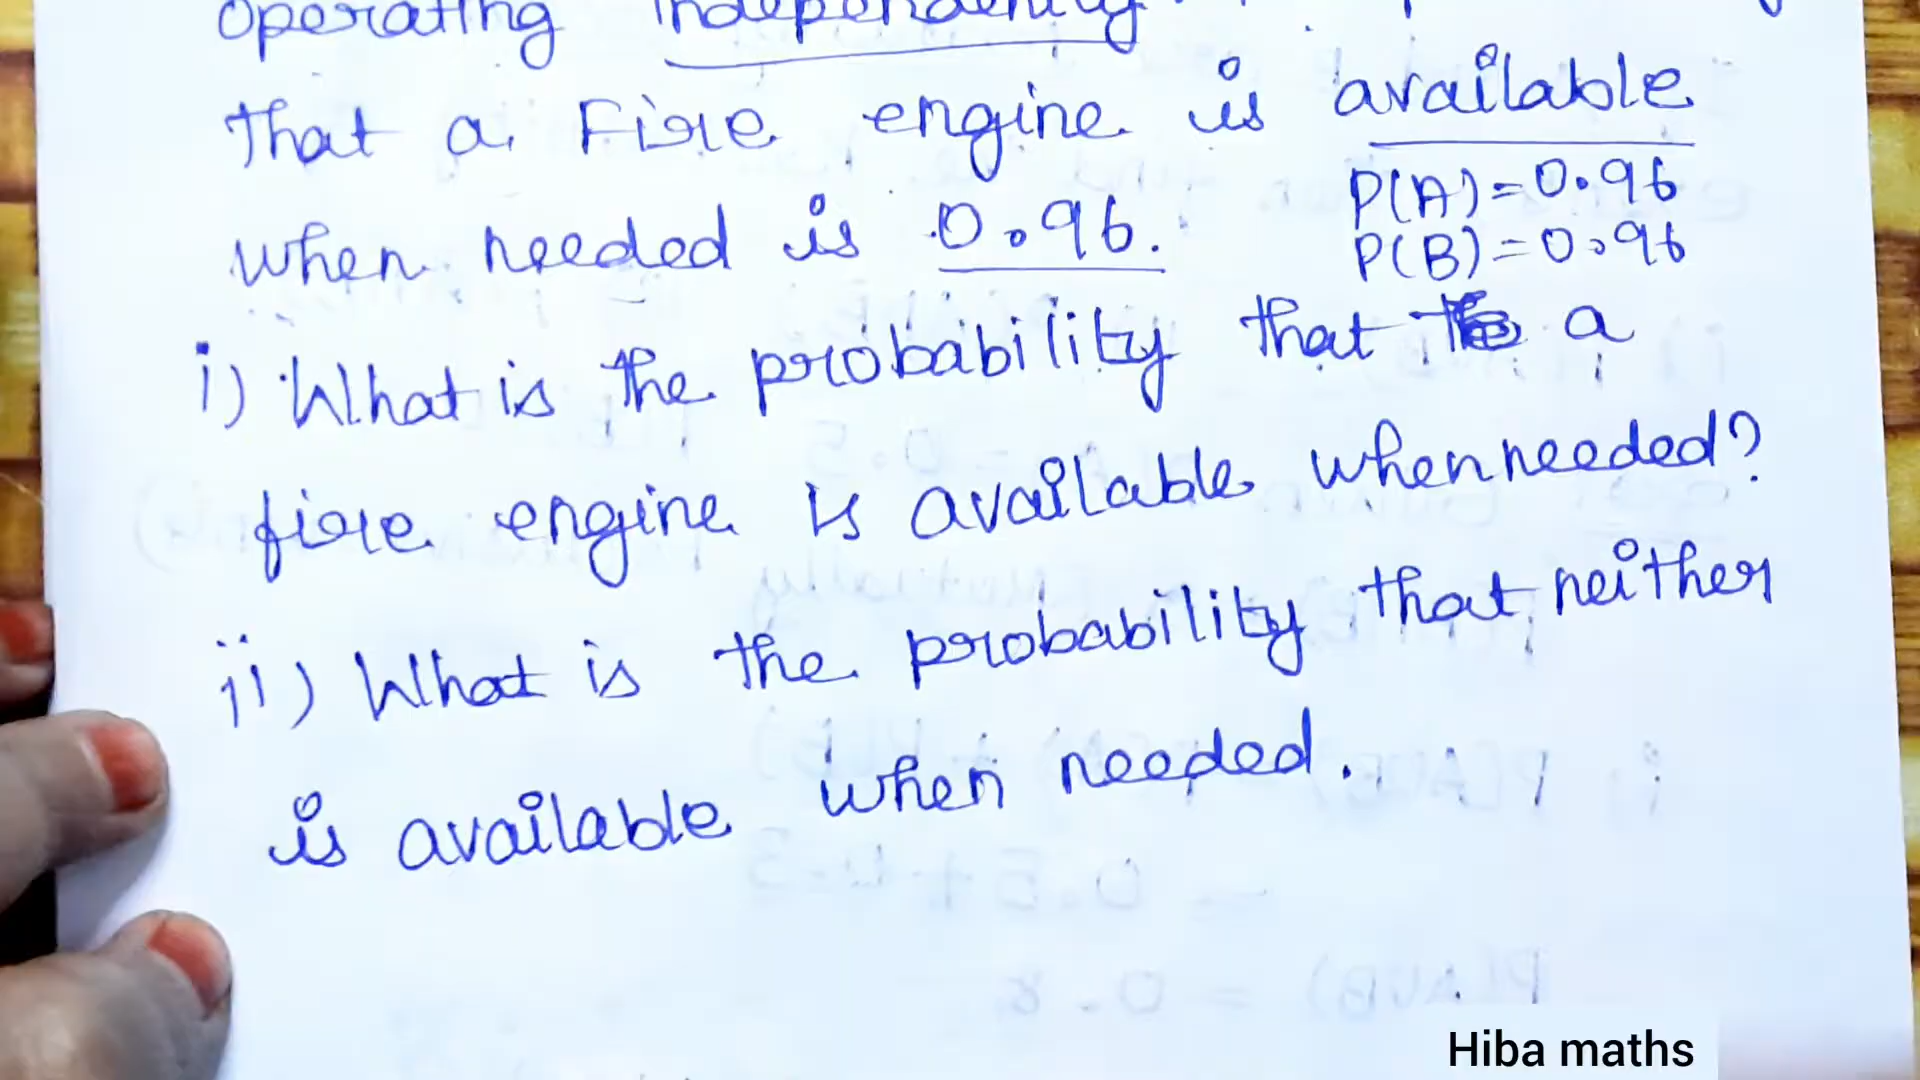 operating independently
that a Fire engine is available
when needed is 0.96.
P(A)=0.96
P(B)=0.96
i) What is the probability that a
fire engine is available when needed?
ii) What is the probability that neither
is available when needed.
Hiba maths